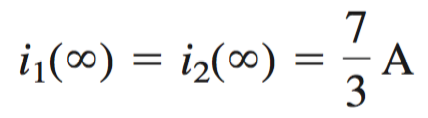 i₁(∞) = i₂(∞) = 7/3 A